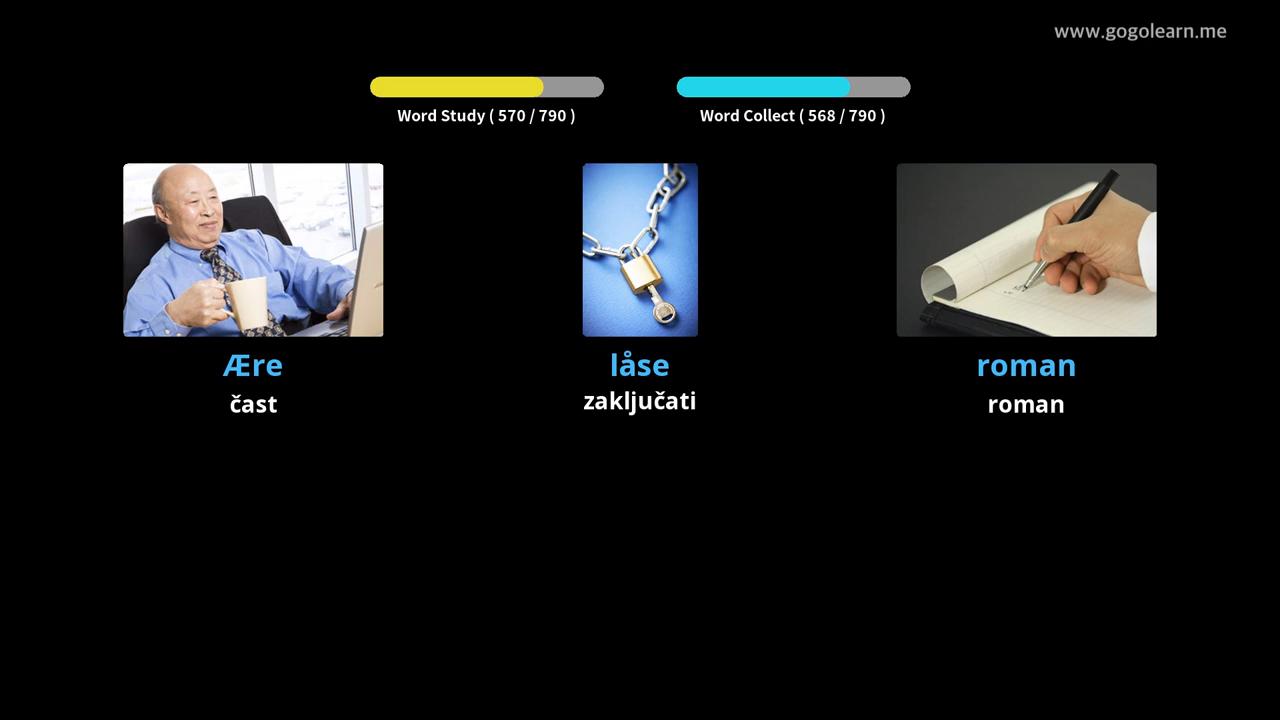 www.gogolearn.me
Word Study ( 570 / 790 )
Word Collect ( 568 / 790 )
Ære
čast
låse
zaključati
roman
roman